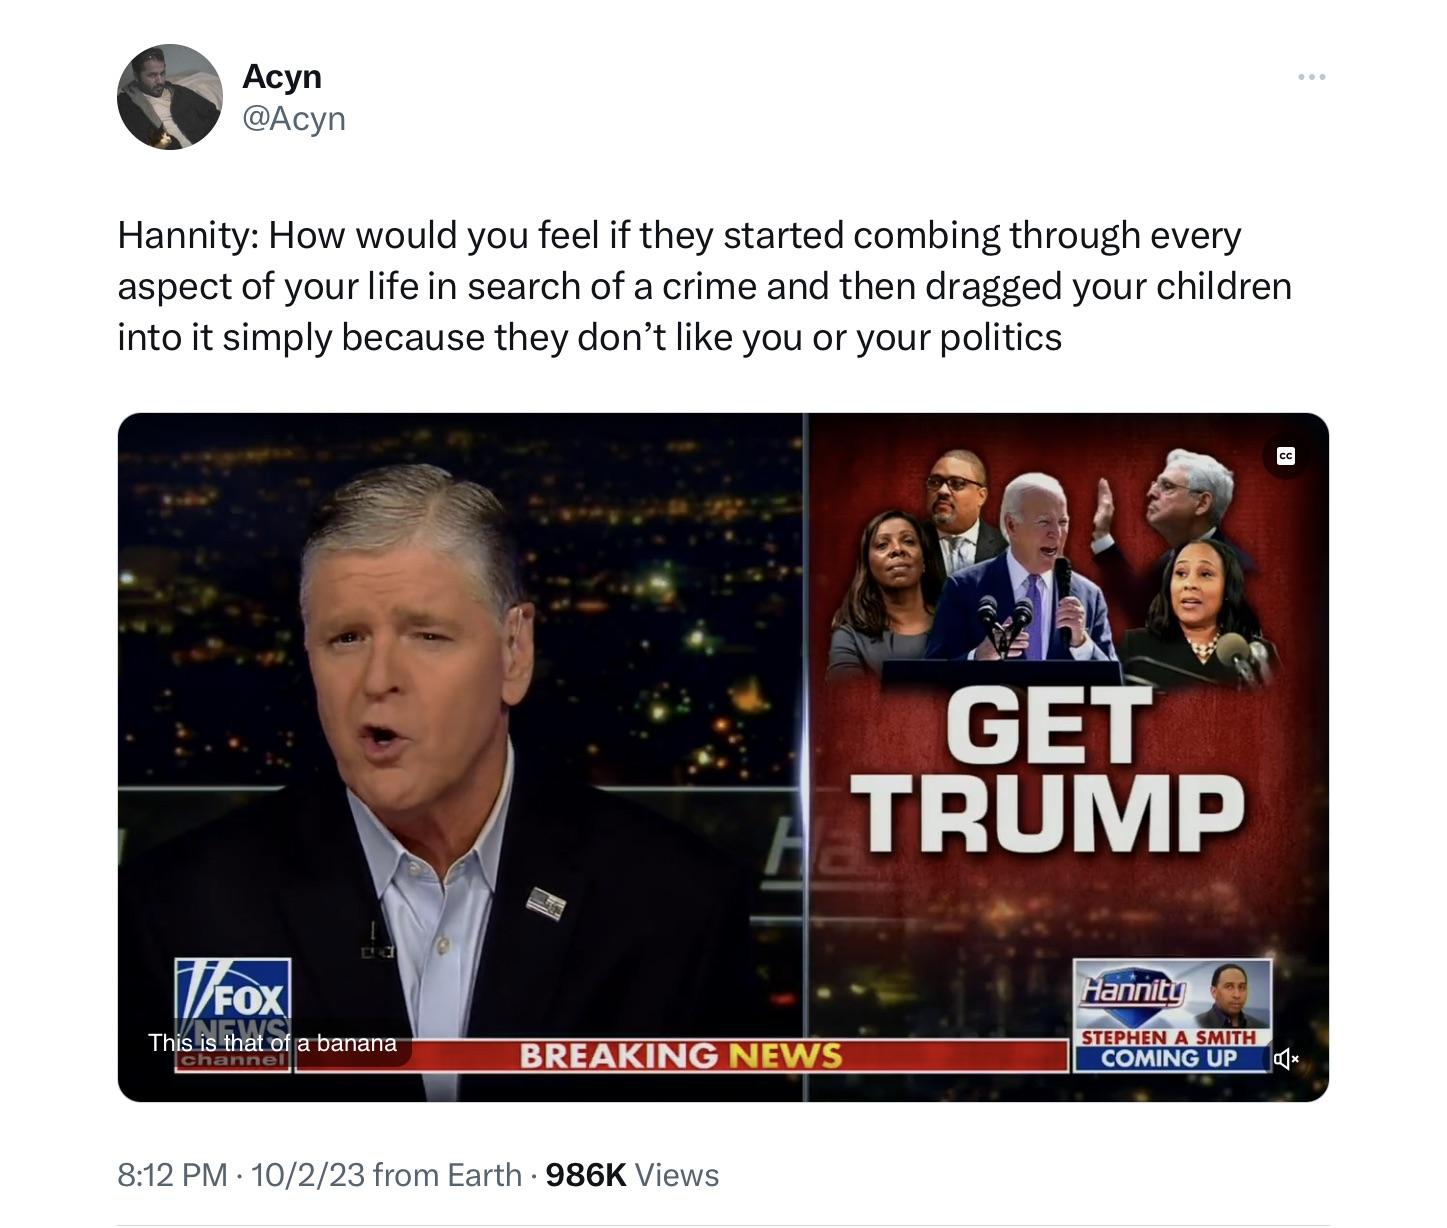 Acyn
@Acyn
Hannity: How would you feel if they started combing through every
aspect of your life in search of a crime and then dragged your children
into it simply because they don’t like you or your politics
cc
GET
TRUMP
Ha
FOX
NEWS
channel
This is that of a banana
BREAKING NEWS
Hannity
STEPHEN A SMITH
COMING UP
8:12 PM · 10/2/23 from Earth · 986K Views